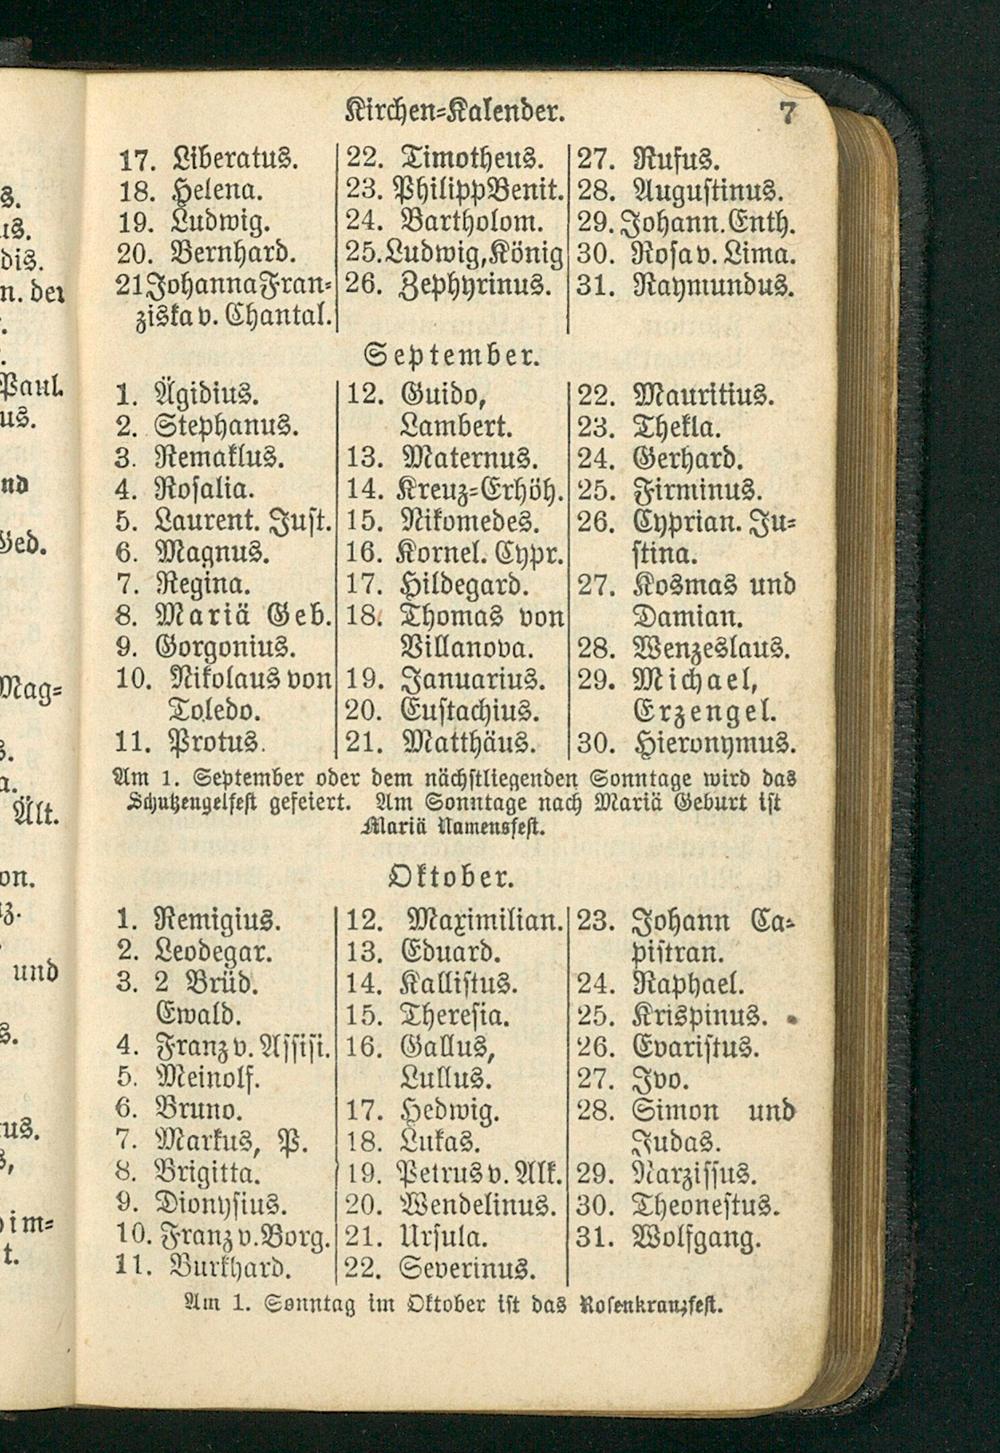 Kirchen-Kalender. 7
17. Liberatus.
18. Helena.
19. Ludwig.
20. Bernhard.
21 Johanna Fran-
ziska v. Chantal.
22. Timotheus.
23. Philipp Benit.
24. Bartholom.
25. Ludwig, König
26. Zephyrinus.
27. Rufus.
28. Augustinus.
29. Johann. Enth.
30. Rosa v. Lima.
31. Raymundus.
September.
1. Ägidius.
2. Stephanus.
3. Remaklus.
4. Rosalia.
5. Laurent. Just.
6. Magnus.
7. Regina.
8. Mariä Geb.
9. Gorgonius.
10. Nikolaus von
Toledo.
11. Protus.
12. Guido,
Lambert.
13. Maternus.
14. Kreuz-Erhöh.
15. Nikomedes.
16. Kornel. Cypr.
17. Hildegard.
18. Thomas von
Villanova.
19. Januarius.
20. Eustachius.
21. Matthäus.
22. Mauritius.
23. Thekla.
24. Gerhard.
25. Firminus.
26. Cyprian. Ju-
stina.
27. Kosmas und
Damian.
28. Wenzeslaus.
29. Michael,
Erzengel.
30. Hieronymus.
Am 1. September oder dem nächstliegenden Sonntage wird das
Schutzengelfest gefeiert. Am Sonntage nach Mariä Geburt ist
Mariä Namensfest.
Oktober.
1. Remigius.
2. Leodegar.
3. 2 Brüd.
Ewald.
4. Franz v. Assisi.
5. Meinolf.
6. Bruno.
7. Markus, P.
8. Brigitta.
9. Dionysius.
10. Franz v. Borg.
11. Burkhard.
12. Maximilian.
13. Eduard.
14. Kallistus.
15. Theresia.
16. Gallus,
Lullus.
17. Hedwig.
18. Lukas.
19. Petrus v. Alk.
20. Wendelinus.
21. Ursula.
22. Severinus.
23. Johann Ca-
pistran.
24. Raphael.
25. Krispinus.
26. Evaristus.
27. Ivo.
28. Simon und
Judas.
29. Narzissus.
30. Theonestus.
31. Wolfgang.
Am 1. Sonntag im Oktober ist das Rosenkranzfest.